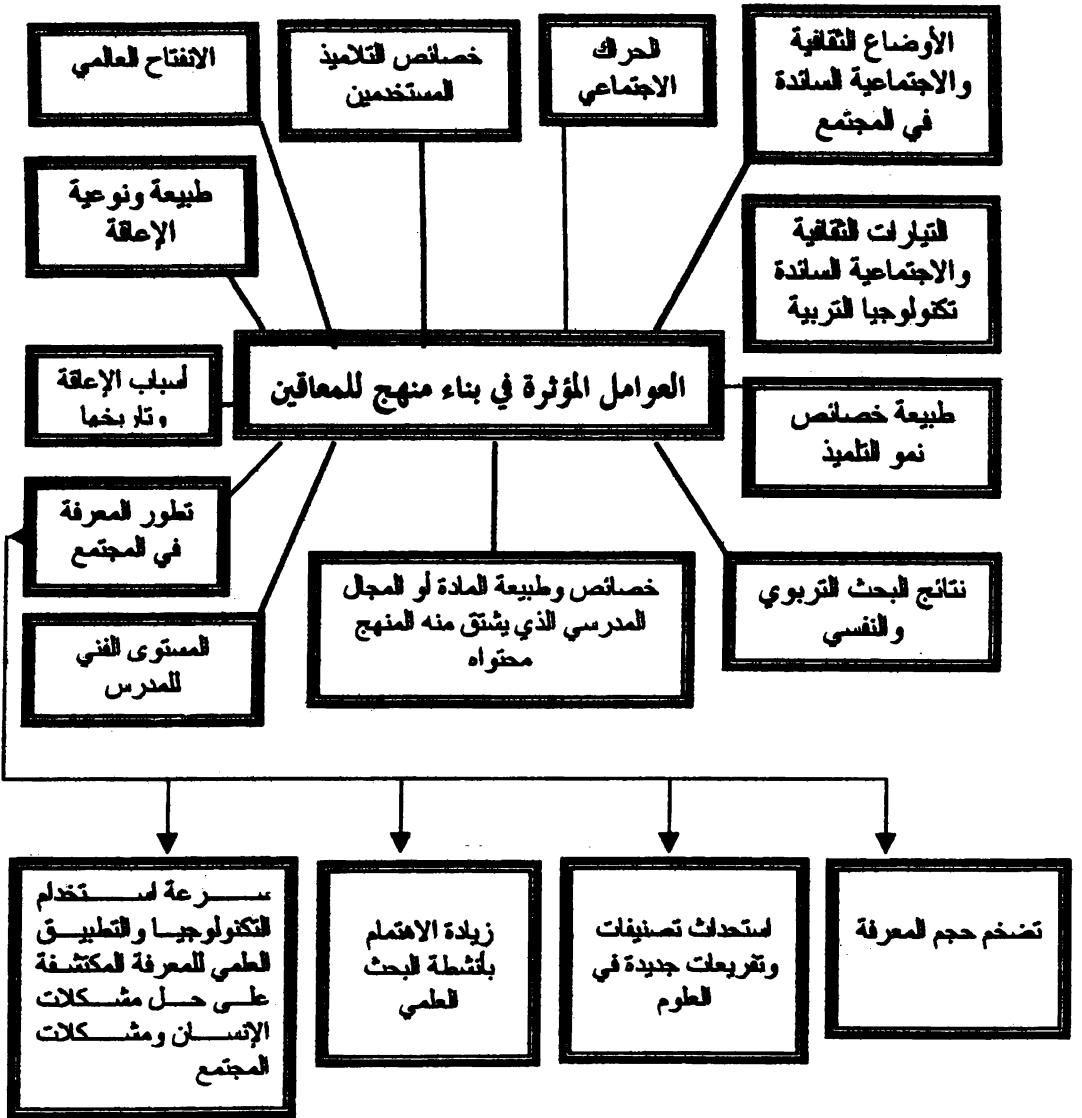 الأوضاع الثقافية
والاجتماعية السائدة
في المجتمع
الحراك
الاجتماعي
خصائص التلاميذ
المستخدمين
الانفتاح العالمي
طبيعة ونوعية
الإعاقة
التيارات الثقافية
والاجتماعية السائدة
تكنولوجيا التربية
العوامل المؤثرة في بناء منهج للمعاقين
أسباب الإعاقة
وتاريخها
طبيعة خصائص
نمو التلميذ
تطور المعرفة
في المجتمع
نتائج البحث التربوي
والنفسي
خصائص وطبيعة المادة أو المجال
المدرسي الذي يشتق منه المنهج
محتواه
المستوى الفني
للمدرس
تضخم حجم المعرفة
استحداث تصنيفات
وتفريعات جديدة في
العلوم
زيادة الاهتمام
بأنشطة البحث
العلمي
سرعة استخدام
التكنولوجيا والتطبيق
العلمي للمعرفة المكتشفة
على حل مشكلات
الإنسان ومشكلات
المجتمع